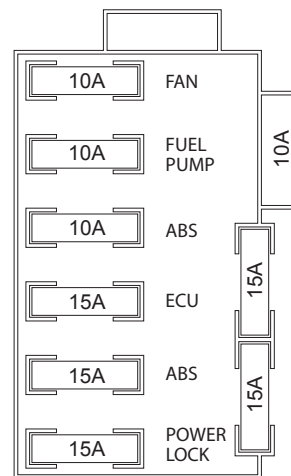 10A FAN
10A FUEL
PUMP
10A
10A ABS
15A ECU
15A
15A ABS
15A
15A POWER
LOCK